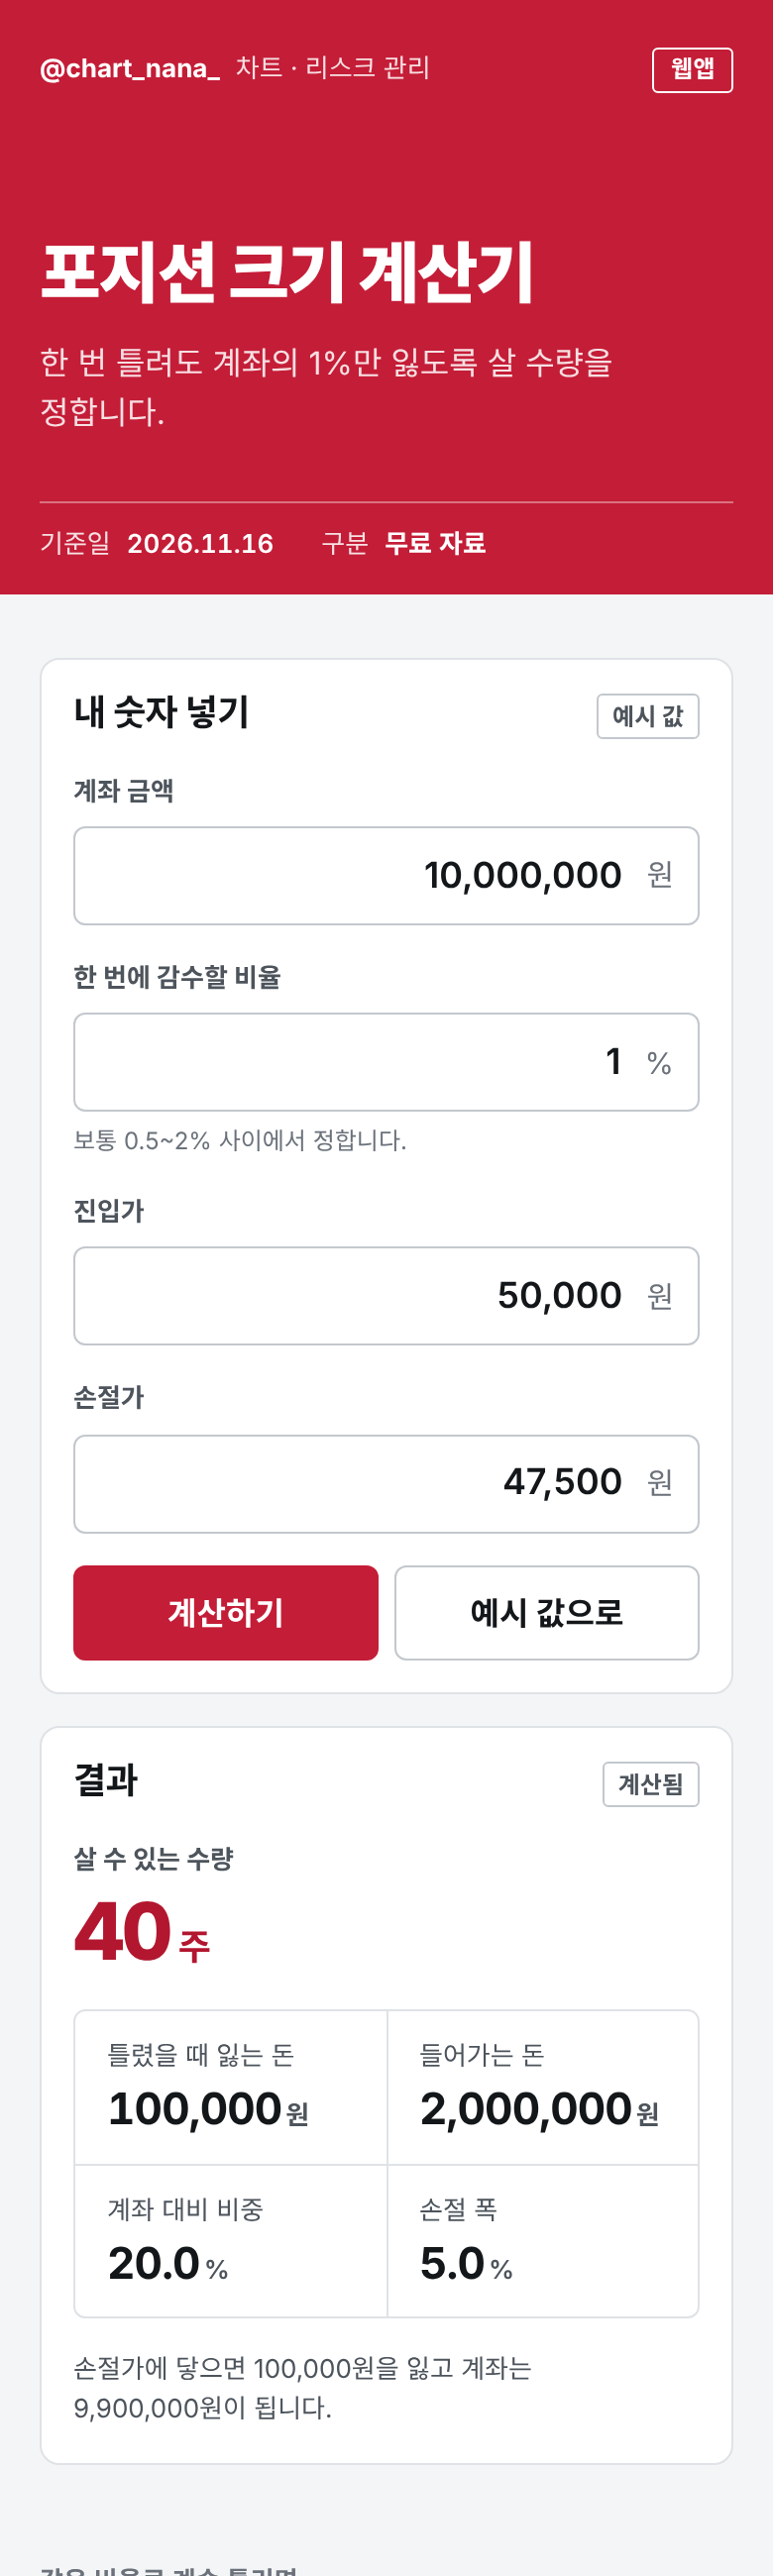 @chart_nana_ 차트 · 리스크 관리
웹앱
포지션 크기 계산기
한 번 틀려도 계좌의 1%만 잃도록 살 수량을
정합니다.
기준일 2026.11.16 구분 무료 자료
내 숫자 넣기
예시 값
계좌 금액
10,000,000 원
한 번에 감수할 비율
1 %
보통 0.5~2% 사이에서 정합니다.
진입가
50,000 원
손절가
47,500 원
계산하기
예시 값으로
결과
계산됨
살 수 있는 수량
40 주
틀렸을 때 잃는 돈
100,000원
들어가는 돈
2,000,000원
계좌 대비 비중
20.0%
손절 폭
5.0%
손절가에 닿으면 100,000원을 잃고 계좌는
9,900,000원이 됩니다.